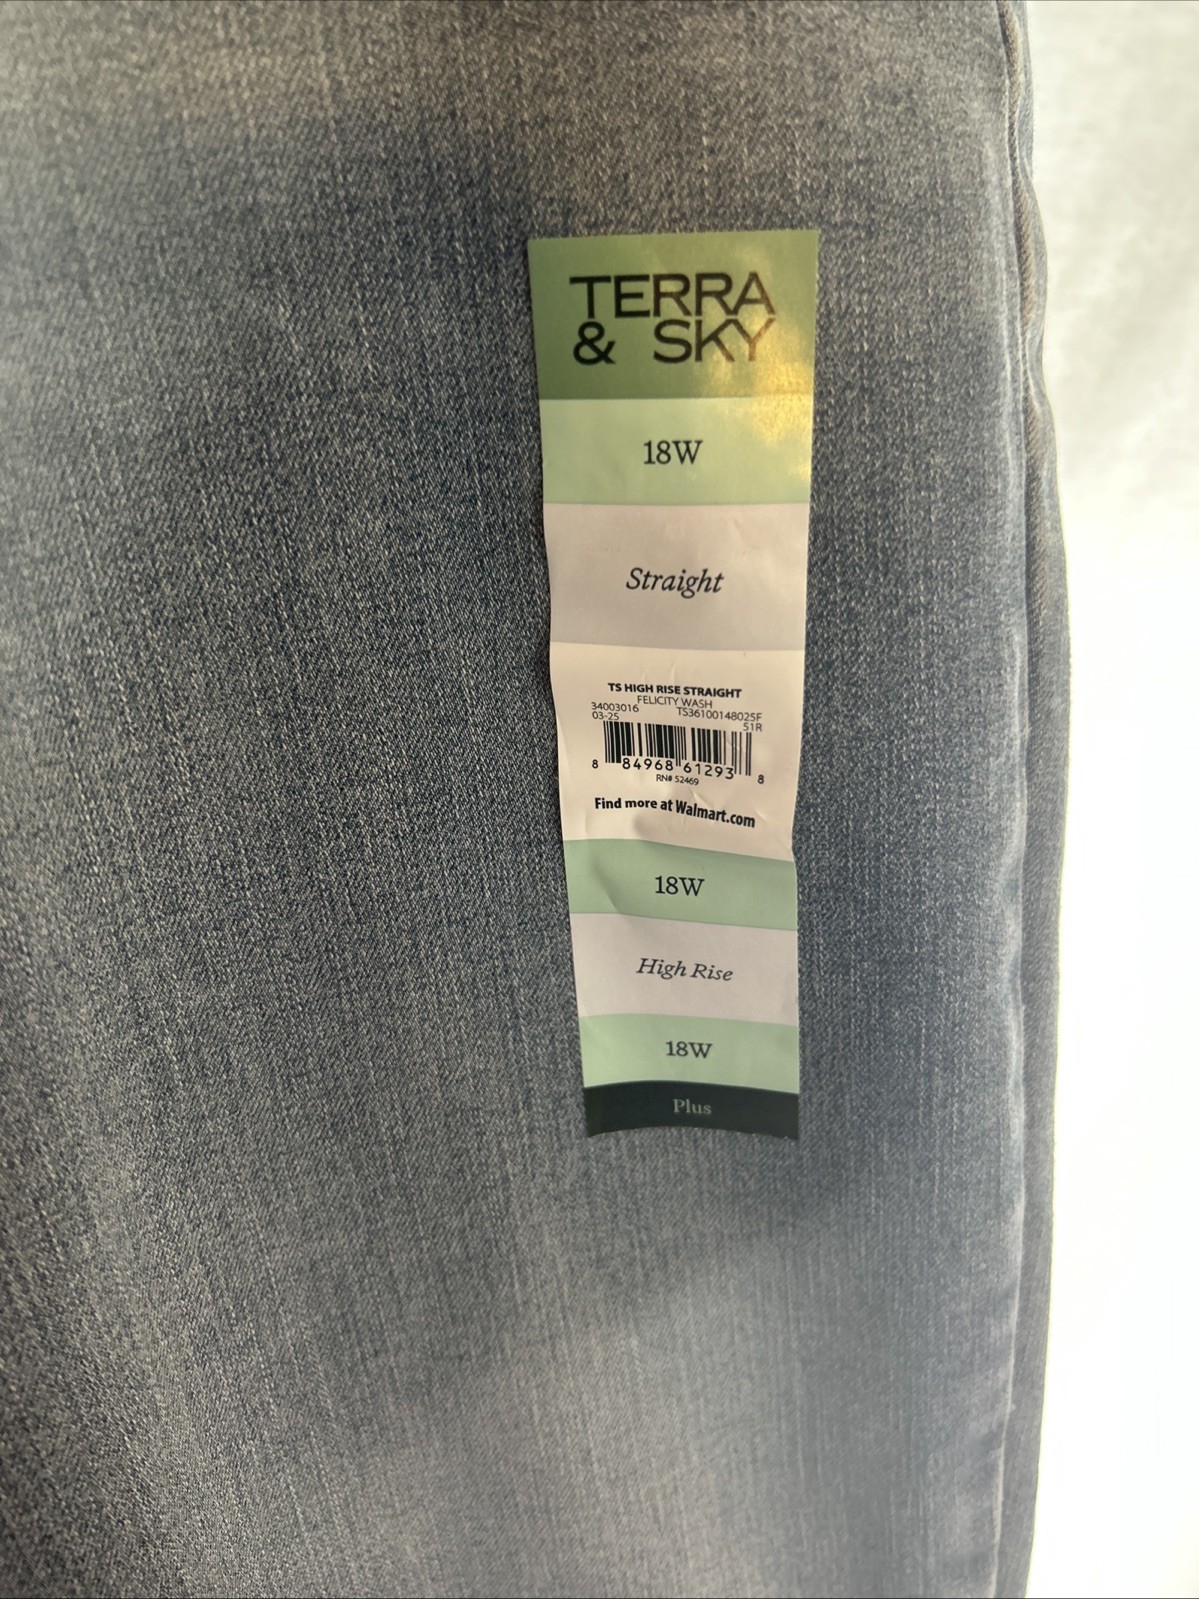 TERRA
& SKY
18W
Straight
TS HIGH RISE STRAIGHT
FELICITY WASH
34003016 TS36100148025F
03-25 51R
8 84968 61293 8
RN# 52469
Find more at Walmart.com
18W
High Rise
18W
Plus